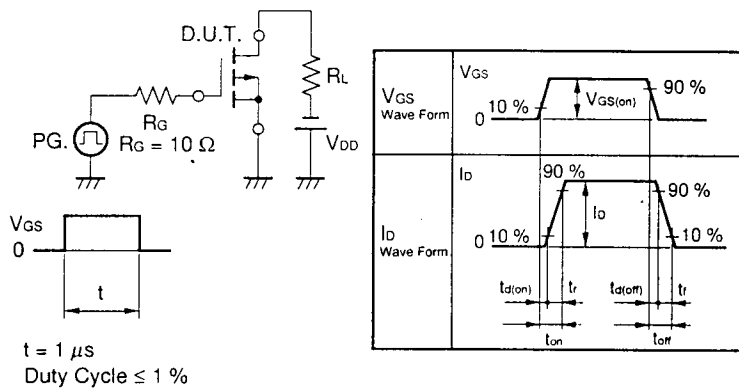 D.U.T.
RL
RG
PG.
RG = 10 Ω
VDD
VGS
0
t
t = 1 μs
Duty Cycle ≤ 1 %
VGS
Wave Form
VGS
10 %
0
VGS(on)
90 %
ID
Wave Form
ID
90 %
10 %
0
ID
90 %
10 %
td(on)
tr
td(off)
tf
ton
toff